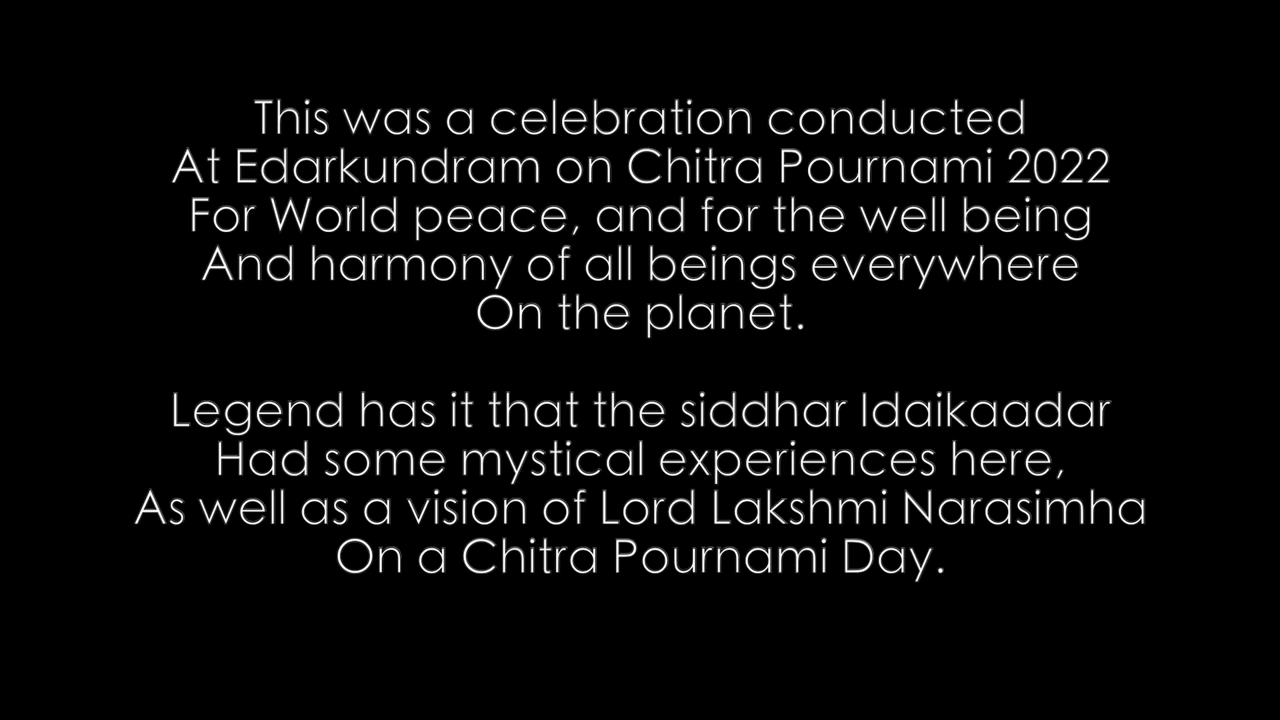 This was a celebration conducted
At Edarkundram on Chitra Pournami 2022
For World peace, and for the well being
And harmony of all beings everywhere
On the planet.
Legend has it that the siddhar Idaikaadar
Had some mystical experiences here,
As well as a vision of Lord Lakshmi Narasimha
On a Chitra Pournami Day.